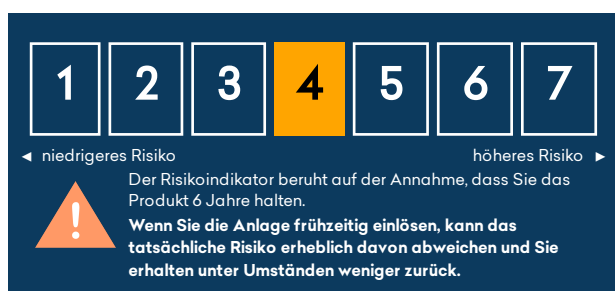 1 2 3 4 5 6 7
◄ niedrigeres Risiko höheres Risiko ►
Der Risikoindikator beruht auf der Annahme, dass Sie das
Produkt 6 Jahre halten.
Wenn Sie die Anlage frühzeitig einlösen, kann das
tatsächliche Risiko erheblich davon abweichen und Sie
erhalten unter Umständen weniger zurück.
!